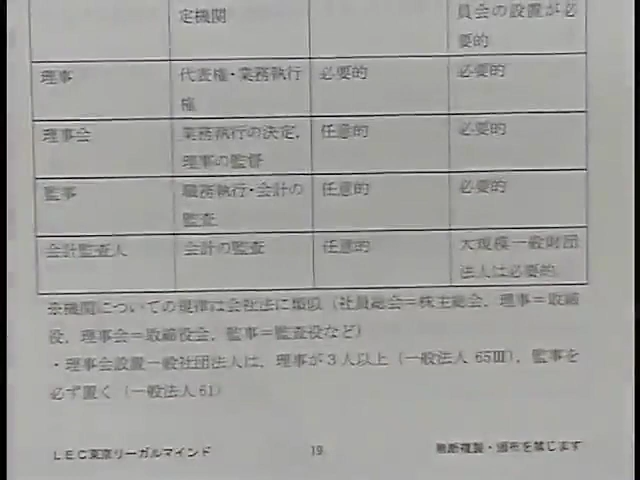 定機関
員会の設置が必
要的
理事
代表権・業務執行
権
必要的
必要的
理事会
業務執行の決定,
理事の監督
任意的
必要的
監事
職務執行・会計の
監査
任意的
必要的
会計監査人
会計の監査
任意的
大規模一般財団
法人は必要的
※機関についての規律は会社法に類似(社員総会=株主総会、理事=取締
役、理事会=取締役会、監事=監査役など)
・理事会設置一般社団法人は、理事が3人以上(一般法人 65Ⅲ)、監事を
必ず置く(一般法人 61)
LEC東京リーガルマインド
19
無断複製・頒布を禁じます